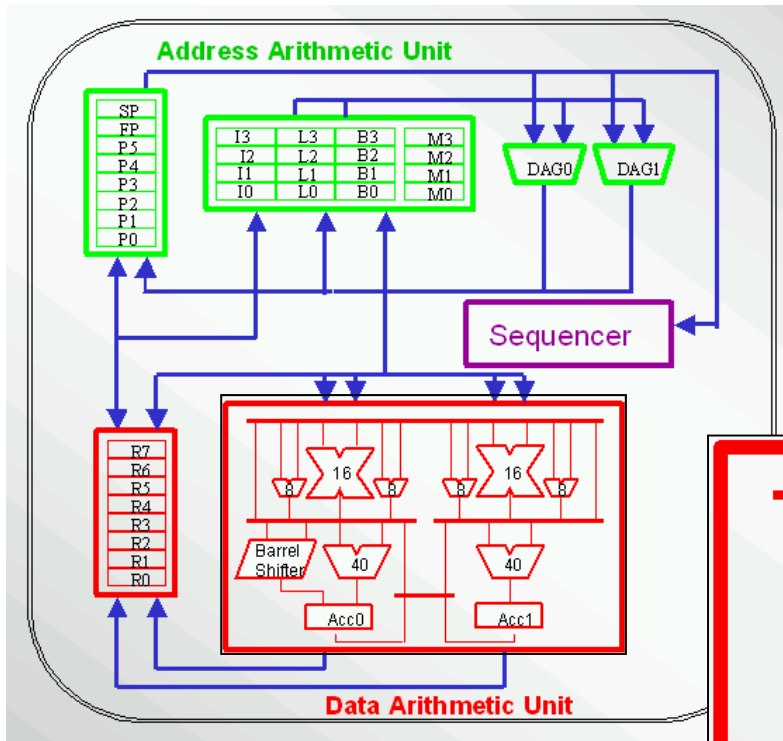 Address Arithmetic Unit
SP
FP
P5
P4
P3
P2
P1
P0
I3 L3 B3 M3
I2 L2 B2 M2
I1 L1 B1 M1
I0 L0 B0 M0
DAG0 DAG1
Sequencer
R7
R6
R5
R4
R3
R2
R1
R0
16 16
8 8 8 8
Barrel
Shifter
40 40
Acc0 Acc1
Data Arithmetic Unit